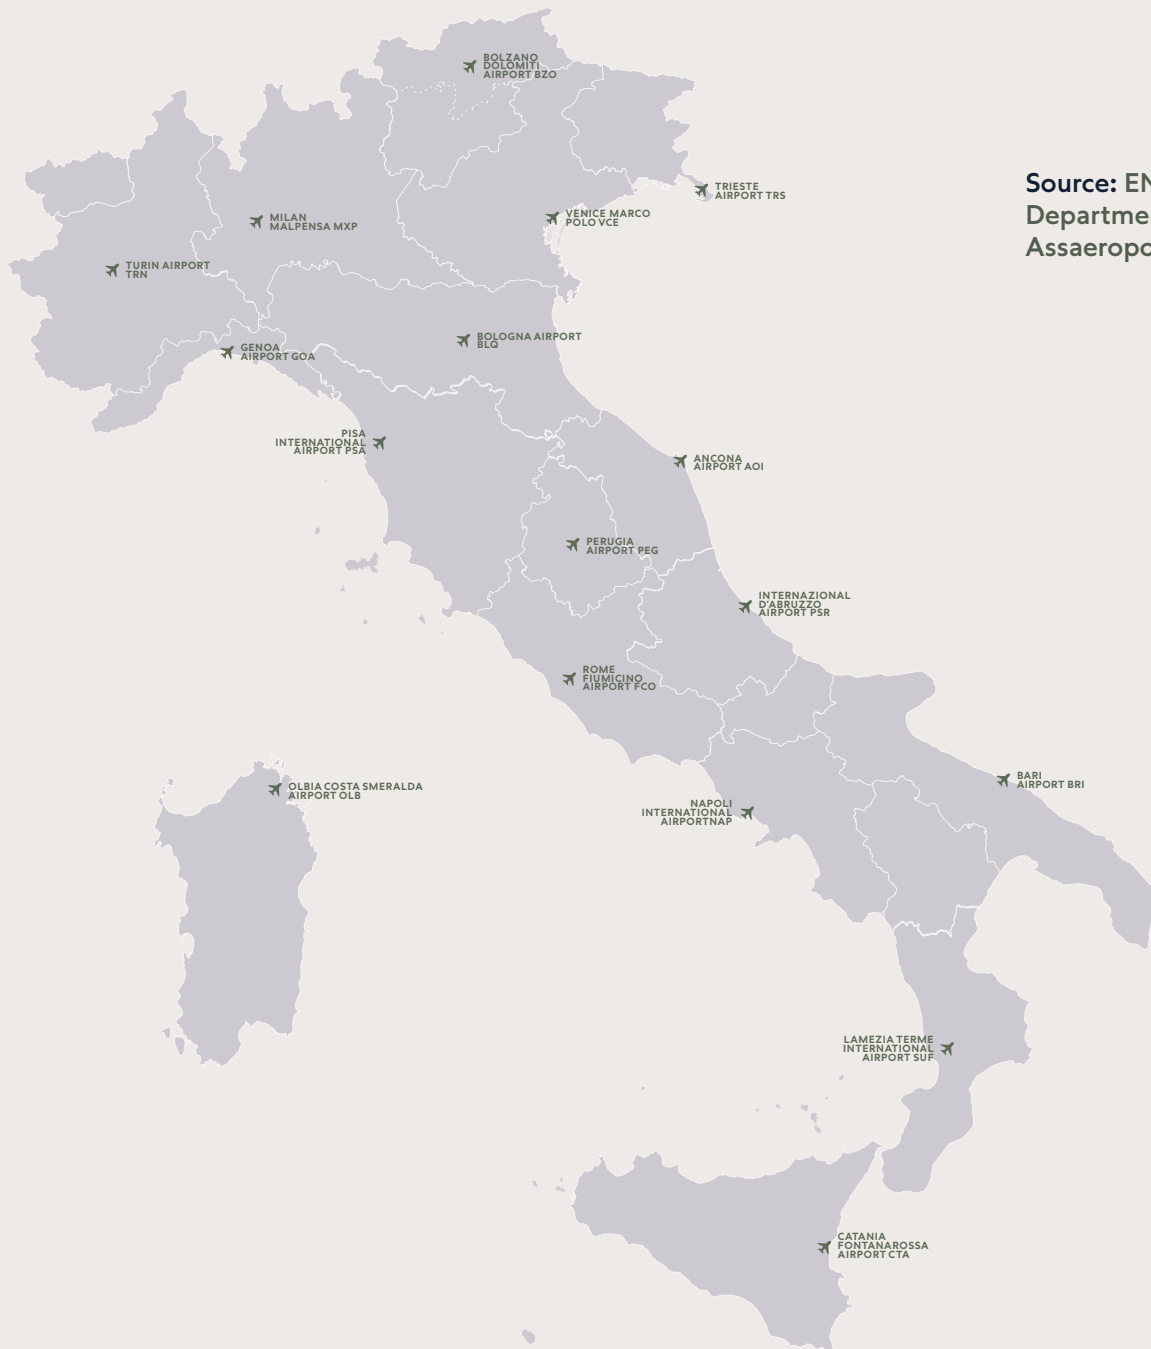 BOLZANO
DOLOMITI
AIRPORT BZO
TRIESTE
AIRPORT TRS
Source: EN
Departme
Assaeropo
VENICE MARCO
POLO VCE
MILAN
MALPENSA MXP
TURIN AIRPORT
TRN
BOLOGNA AIRPORT
BLQ
GENOA
AIRPORT GOA
PISA
INTERNATIONAL
AIRPORT PSA
ANCONA
AIRPORT AOI
PERUGIA
AIRPORT PEG
INTERNAZIONAL
D'ABRUZZO
AIRPORT PSR
ROME
FIUMICINO
AIRPORT FCO
OLBIA COSTA SMERALDA
AIRPORT OLB
BARI
AIRPORT BRI
NAPOLI
INTERNATIONAL
AIRPORTNAP
LAMEZIA TERME
INTERNATIONAL
AIRPORT SUF
CATANIA
FONTANAROSSA
AIRPORT CTA